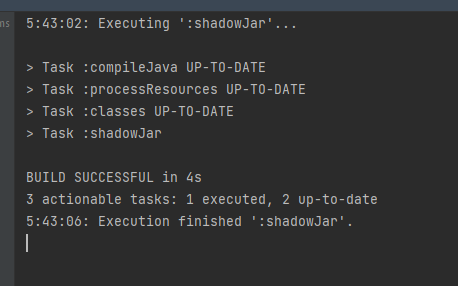 ns
5:43:02: Executing ':shadowJar'...
> Task :compileJava UP-TO-DATE
> Task :processResources UP-TO-DATE
> Task :classes UP-TO-DATE
> Task :shadowJar
BUILD SUCCESSFUL in 4s
3 actionable tasks: 1 executed, 2 up-to-date
5:43:06: Execution finished ':shadowJar'.